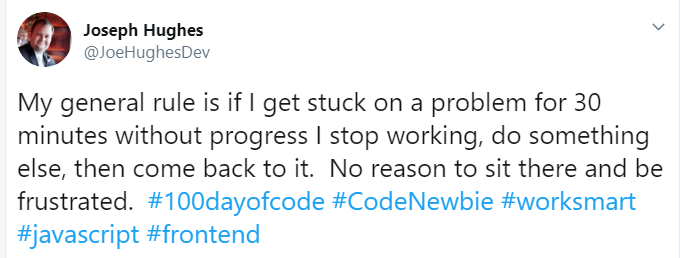 Joseph Hughes
@JoeHughesDev
My general rule is if I get stuck on a problem for 30
minutes without progress I stop working, do something
else, then come back to it.  No reason to sit there and be
frustrated.  #100dayofcode #CodeNewbie #worksmart
#javascript #frontend